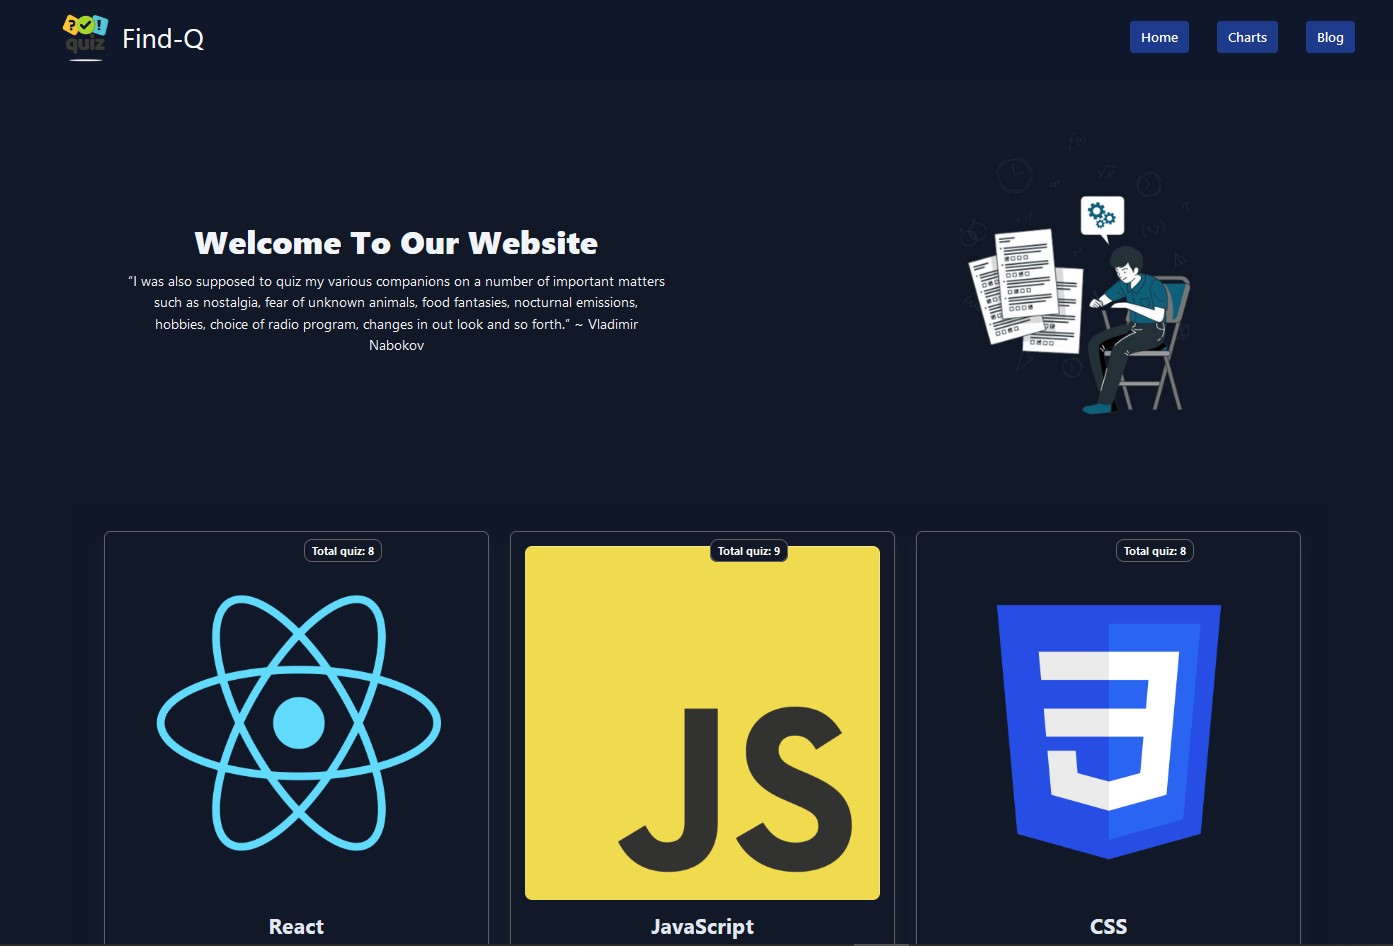 ? !
quiz
Find-Q
Home
Charts
Blog
Welcome To Our Website
“I was also supposed to quiz my various companions on a number of important matters
such as nostalgia, fear of unknown animals, food fantasies, nocturnal emissions,
hobbies, choice of radio program, changes in out look and so forth.” ~ Vladimir
Nabokov
Total quiz: 8
Total quiz: 9
Total quiz: 8
JS
React
JavaScript
CSS